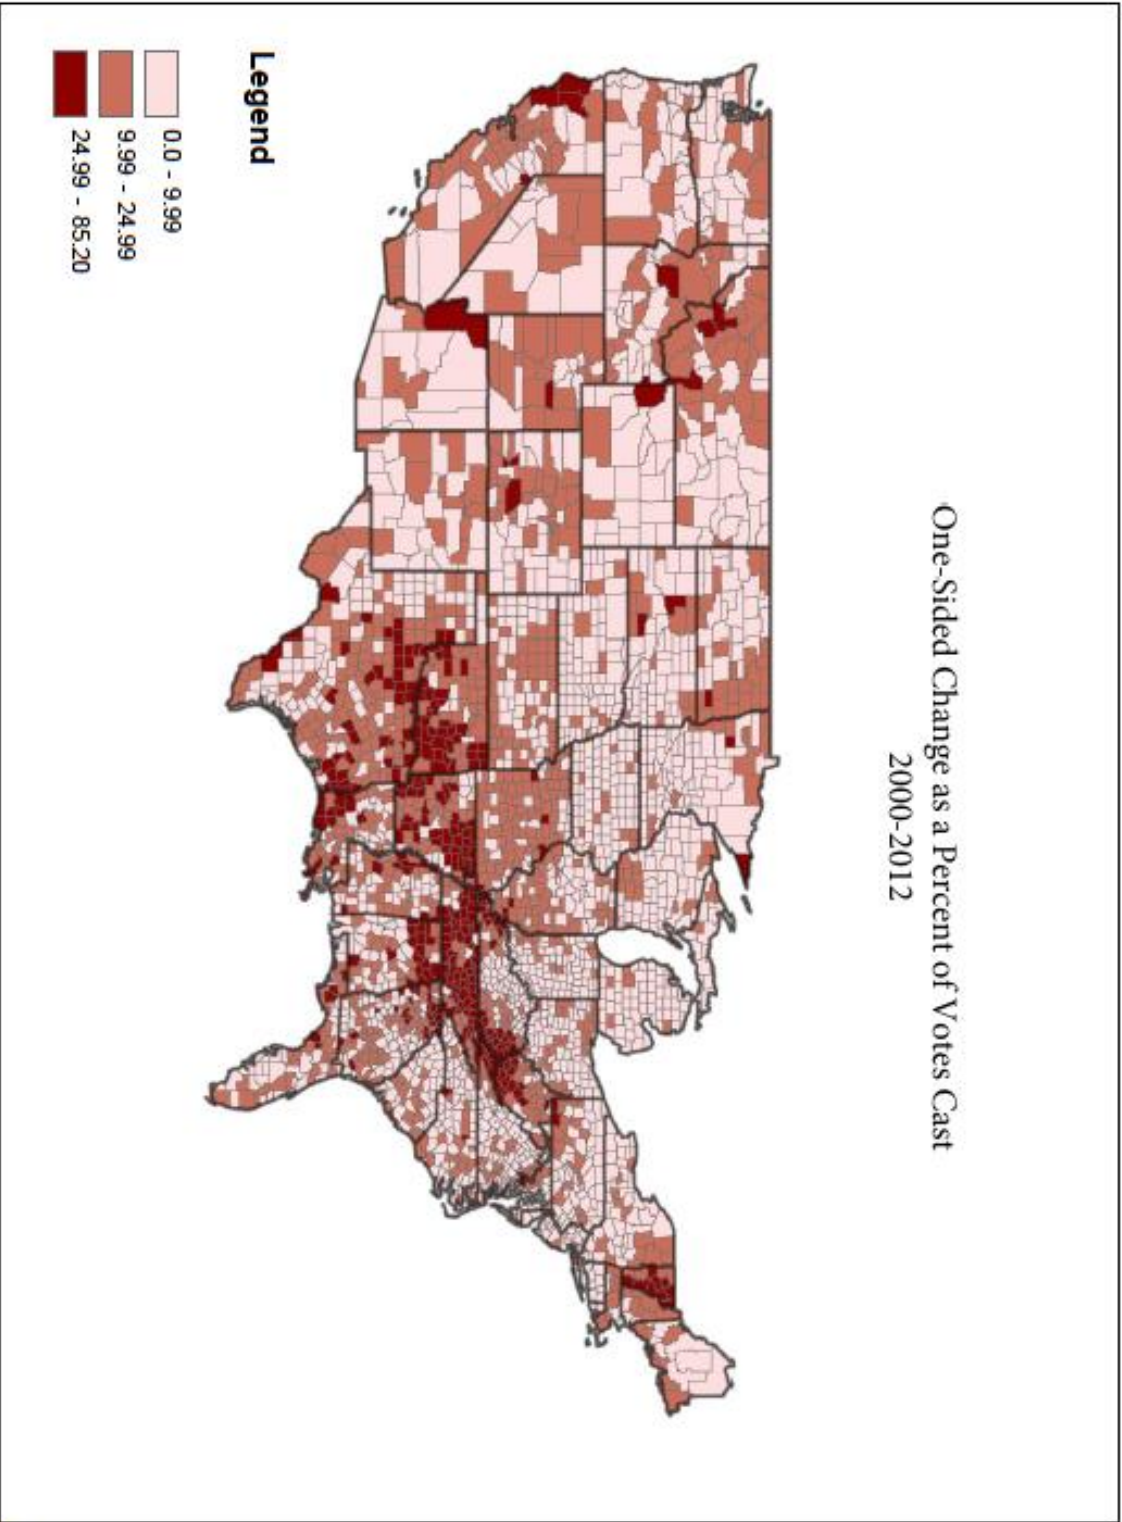 One-Sided Change as a Percent of Votes Cast
2000-2012
Legend
0.0 - 9.99
9.99 - 24.99
24.99 - 85.20